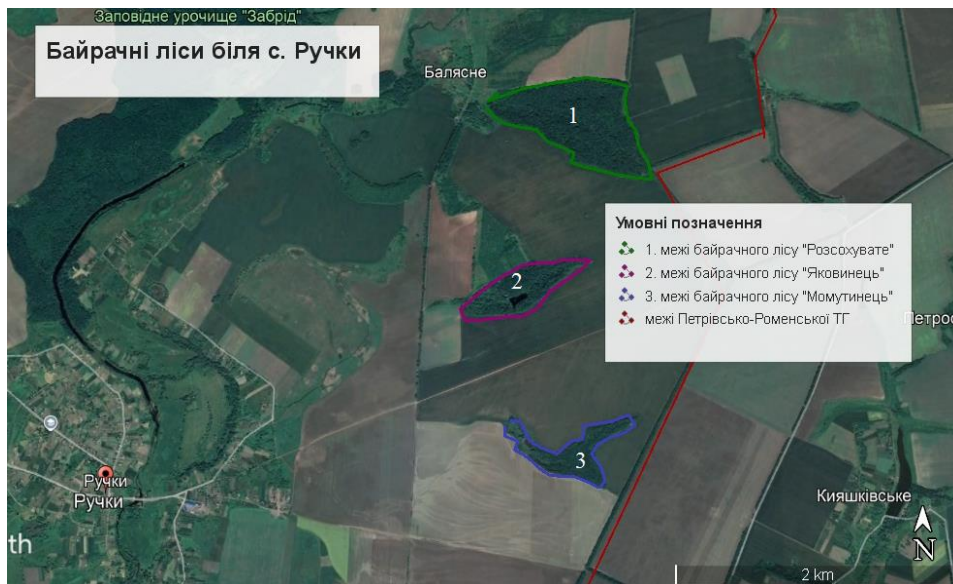 Заповідне урочище "Забрід"
Байрачні ліси біля с. Ручки
Балясне
1
Умовні позначення
1. межі байрачного лісу "Розсохувате"
2. межі байрачного лісу "Яковинець"
3. межі байрачного лісу "Момутинець"
межі Петрівсько-Роменської ТГ
2
Петрос
3
Ручки
Ручки
Кияшківське
th
N
2 km